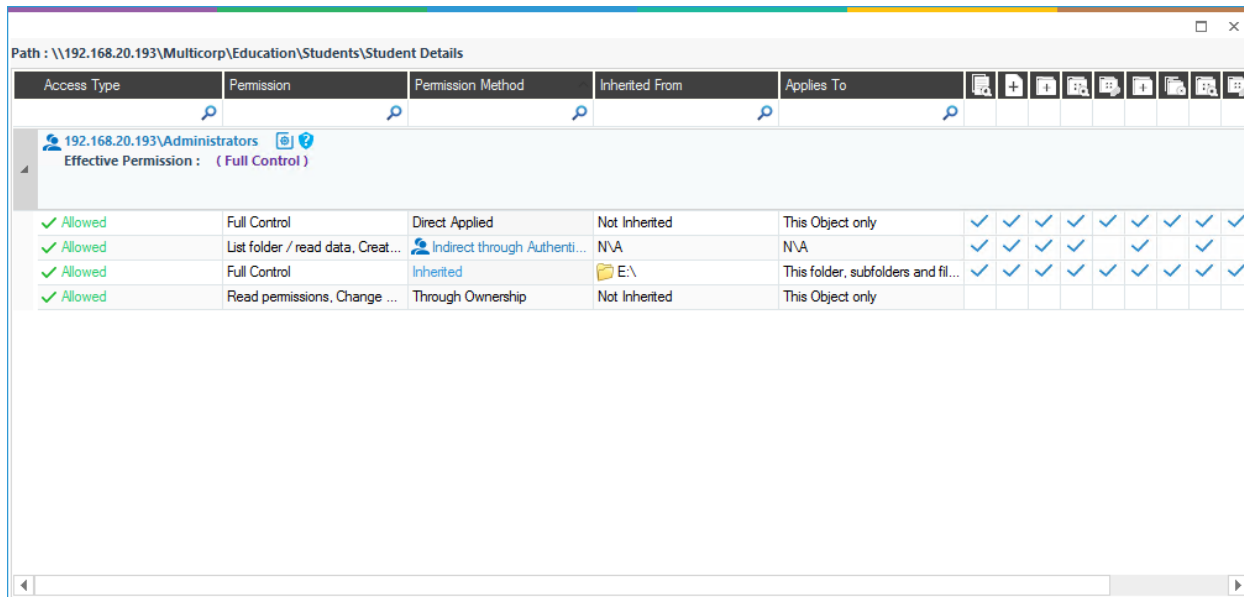 Path : \\192.168.20.193\Multicorp\Education\Students\Student Details
Access Type Permission Permission Method Inherited From Applies To
192.168.20.193\Administrators
Effective Permission : ( Full Control )
Allowed Full Control Direct Applied Not Inherited This Object only
Allowed List folder / read data, Creat... Indirect through Authenti... N\A N\A
Allowed Full Control Inherited E:\ This folder, subfolders and fil...
Allowed Read permissions, Change ... Through Ownership Not Inherited This Object only